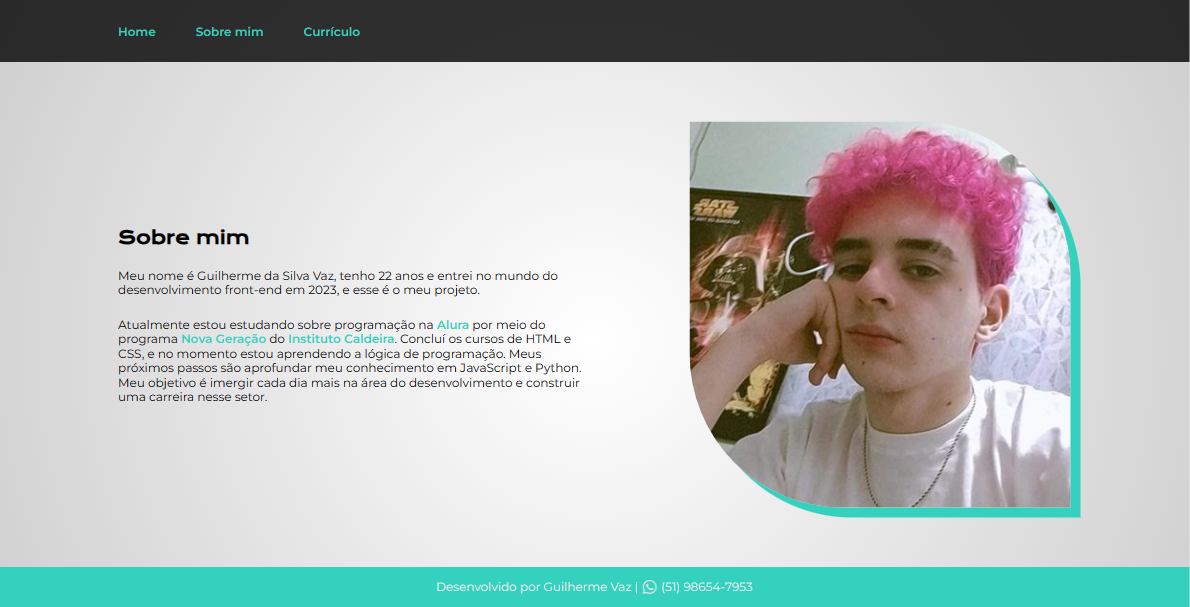 Home Sobre mim Currículo
Sobre mim
Meu nome é Guilherme da Silva Vaz, tenho 22 anos e entrei no mundo do
desenvolvimento front-end em 2023, e esse é o meu projeto.
Atualmente estou estudando sobre programação na Alura por meio do
programa Nova Geração do Instituto Caldeira. Concluí os cursos de HTML e
CSS, e no momento estou aprendendo a lógica de programação. Meus
próximos passos são aprofundar meu conhecimento em JavaScript e Python.
Meu objetivo é imergir cada dia mais na área do desenvolvimento e construir
uma carreira nesse setor.
STAR
WARS
Desenvolvido por Guilherme Vaz | (51) 98654-7953